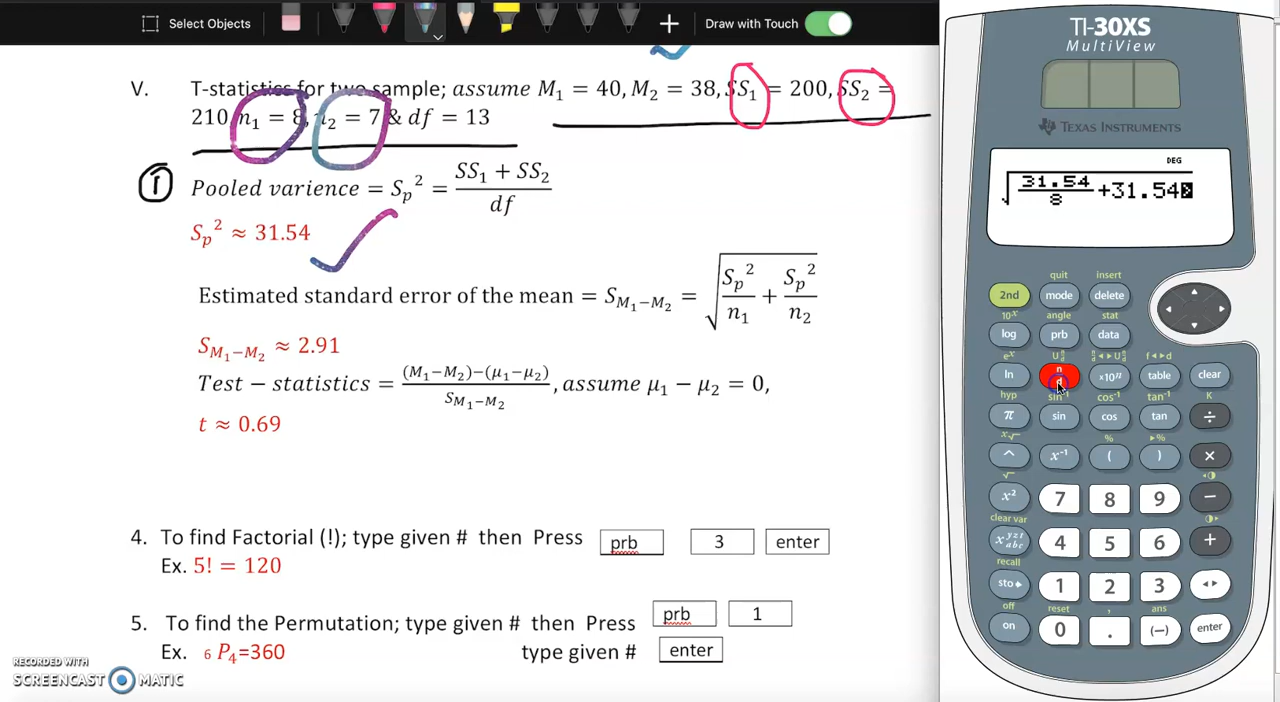 Select Objects
Draw with Touch
V. T-statistics for two sample; assume M₁ = 40, M₂ = 38, SS₁ = 200, SS₂ =
210, n₁ = 8, n₂ = 7 & df = 13
① Pooled varience = Sₚ² = (SS₁ + SS₂)/df
Sₚ² ≈ 31.54
Estimated standard error of the mean = S_{M₁−M₂} = √(Sₚ²/n₁ + Sₚ²/n₂)
S_{M₁−M₂} ≈ 2.91
Test − statistics = ((M₁−M₂)−(μ₁−μ₂))/S_{M₁−M₂}, assume μ₁ − μ₂ = 0,
t ≈ 0.69
4. To find Factorial (!); type given # then Press prb 3 enter
Ex. 5! = 120
5. To find the Permutation; type given # then Press prb 1
Ex. ₆ P₄=360 type given # enter
RECORDED WITH
SCREENCAST MATIC
TI-30XS
MultiView
TEXAS INSTRUMENTS
DEG
√(31.54/8 +31.54
quit insert
2nd mode delete
10ˣ angle stat
log prb data
eˣ U n/d n/d ◄► U n/d f◄►d
ln n/d ×10ⁿ table clear
hyp sin⁻¹ cos⁻¹ tan⁻¹ K
π sin cos tan ÷
ˣ√ % ►%
^ x⁻¹ ( ) ×
√
x² 7 8 9 −
clear var
x yzt abc 4 5 6 +
recall
sto► 1 2 3 ◄►
off reset , ans
on 0 . (−) enter